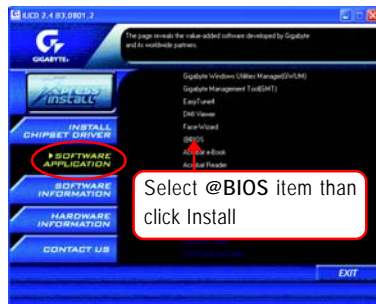 IUCD 2.4 B3.0801.2
The page reveals the value-added software developed by Gigabyte
and its worldwide partners.
GIGABYTE
Xpress
INSTALL
INSTALL
CHIPSET DRIVER
SOFTWARE
APPLICATION
SOFTWARE
INFORMATION
HARDWARE
INFORMATION
CONTACT US
Gigabyte Windows Utilities Manager(GWUM)
Gigabyte Management Tool(GMT)
EasyTune4
DMI Viewer
Face-Wizard
@BIOS
Acrobat e-Book
Acrobat Reader
Select @BIOS item than
click Install
EXIT